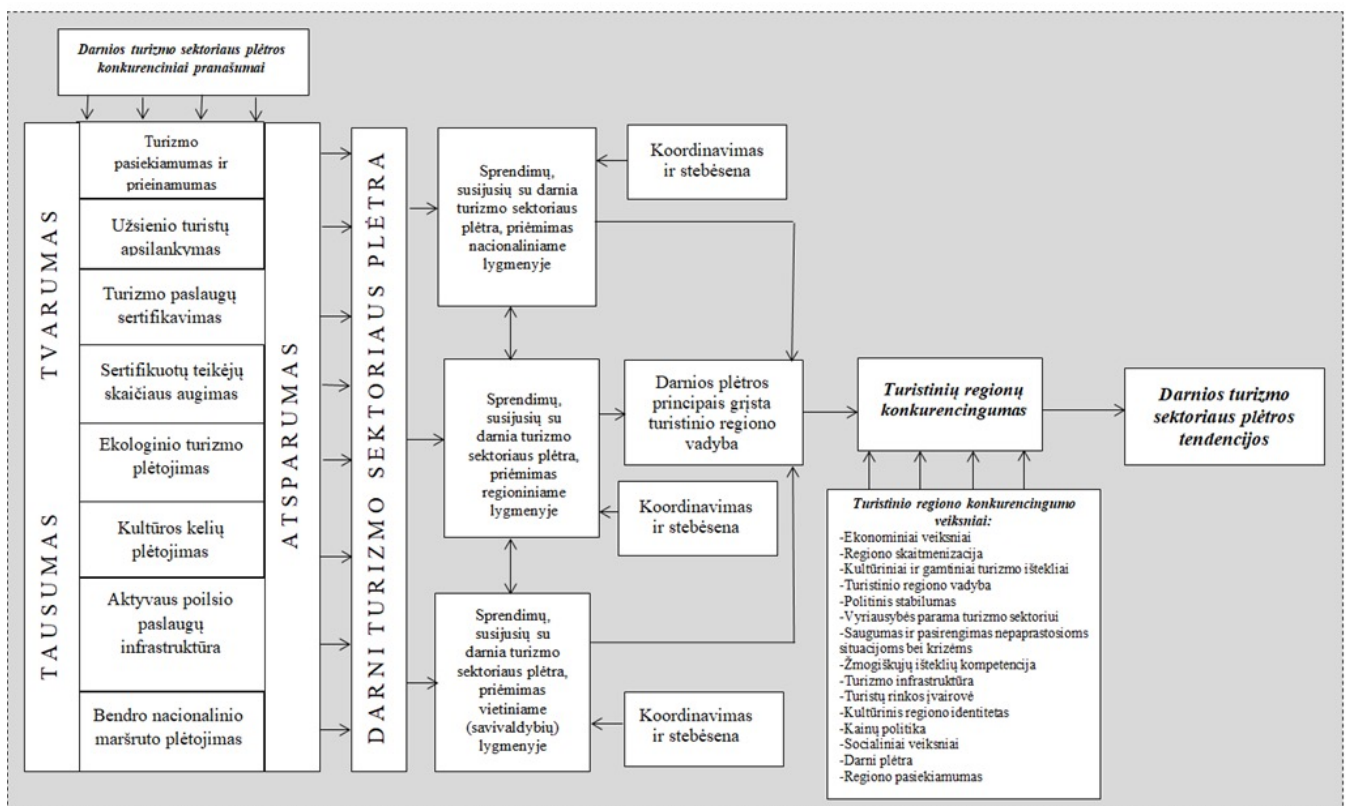 Darnios turizmo sektoriaus plėtros
konkurenciniai pranašumai
TVARUMAS
TAUSUMAS
Turizmo
pasiekiamumas ir
prieinamumas
Užsienio turistų
apsilankymas
Turizmo paslaugų
sertifikavimas
Sertifikuotų teikėjų
skaičiaus augimas
Ekologinio turizmo
plėtojimas
Kultūros kelių
plėtojimas
Aktyvaus poilsio
paslaugų
infrastruktūra
Bendro nacionalinio
maršruto plėtojimas
ATSPARUMAS
DARNI TURIZMO SEKTORIAUS PLĖTRA
Sprendimų,
susijusių su darnia
turizmo sektoriaus
plėtra, priėmimas
nacionaliniame
lygmenyje
Koordinavimas
ir stebėsena
Sprendimų,
susijusių su
darnia turizmo
sektoriaus plėtra,
priėmimas
regioniniame
lygmenyje
Darnios plėtros
principais grįsta
turistinio regiono
vadyba
Koordinavimas
ir stebėsena
Sprendimų,
susijusių su
darnia turizmo
sektoriaus plėtra,
priėmimas
vietiniame
(savivaldybių)
lygmenyje
Koordinavimas
ir stebėsena
Turistinių regionų
konkurencingumas
Darnios turizmo
sektoriaus plėtros
tendencijos
Turistinio regiono konkurencingumo
veiksniai:
-Ekonominiai veiksniai
-Regiono skaitmenizacija
-Kultūriniai ir gamtiniai turizmo ištekliai
-Turistinio regiono vadyba
-Politinis stabilumas
-Vyriausybės parama turizmo sektoriui
-Saugumas ir pasirengimas nepaprastosioms
situacijoms bei krizėms
-Žmogiškųjų išteklių kompetencija
-Turizmo infrastruktūra
-Turistų rinkos įvairovė
-Kultūrinis regiono identitetas
-Kainų politika
-Socialiniai veiksniai
-Darni plėtra
-Regiono pasiekiamumas